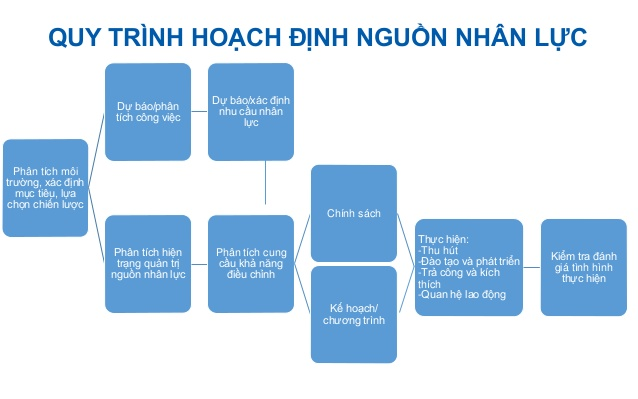 QUY TRÌNH HOẠCH ĐỊNH NGUỒN NHÂN LỰC
Phân tích môi
trường, xác định
mục tiêu, lựa
chọn chiến lược
Dự báo/phân
tích công việc
Dự báo/xác định
nhu cầu nhân
lực
Phân tích hiện
trạng quản trị
nguồn nhân lực
Phân tích cung
cầu khả năng
điều chỉnh
Chính sách
Kế hoạch/
chương trình
Thực hiện:
-Thu hút
-Đào tạo và phát triển
-Trả công và kích
thích
-Quan hệ lao động
Kiểm tra đánh
giá tình hình
thực hiện